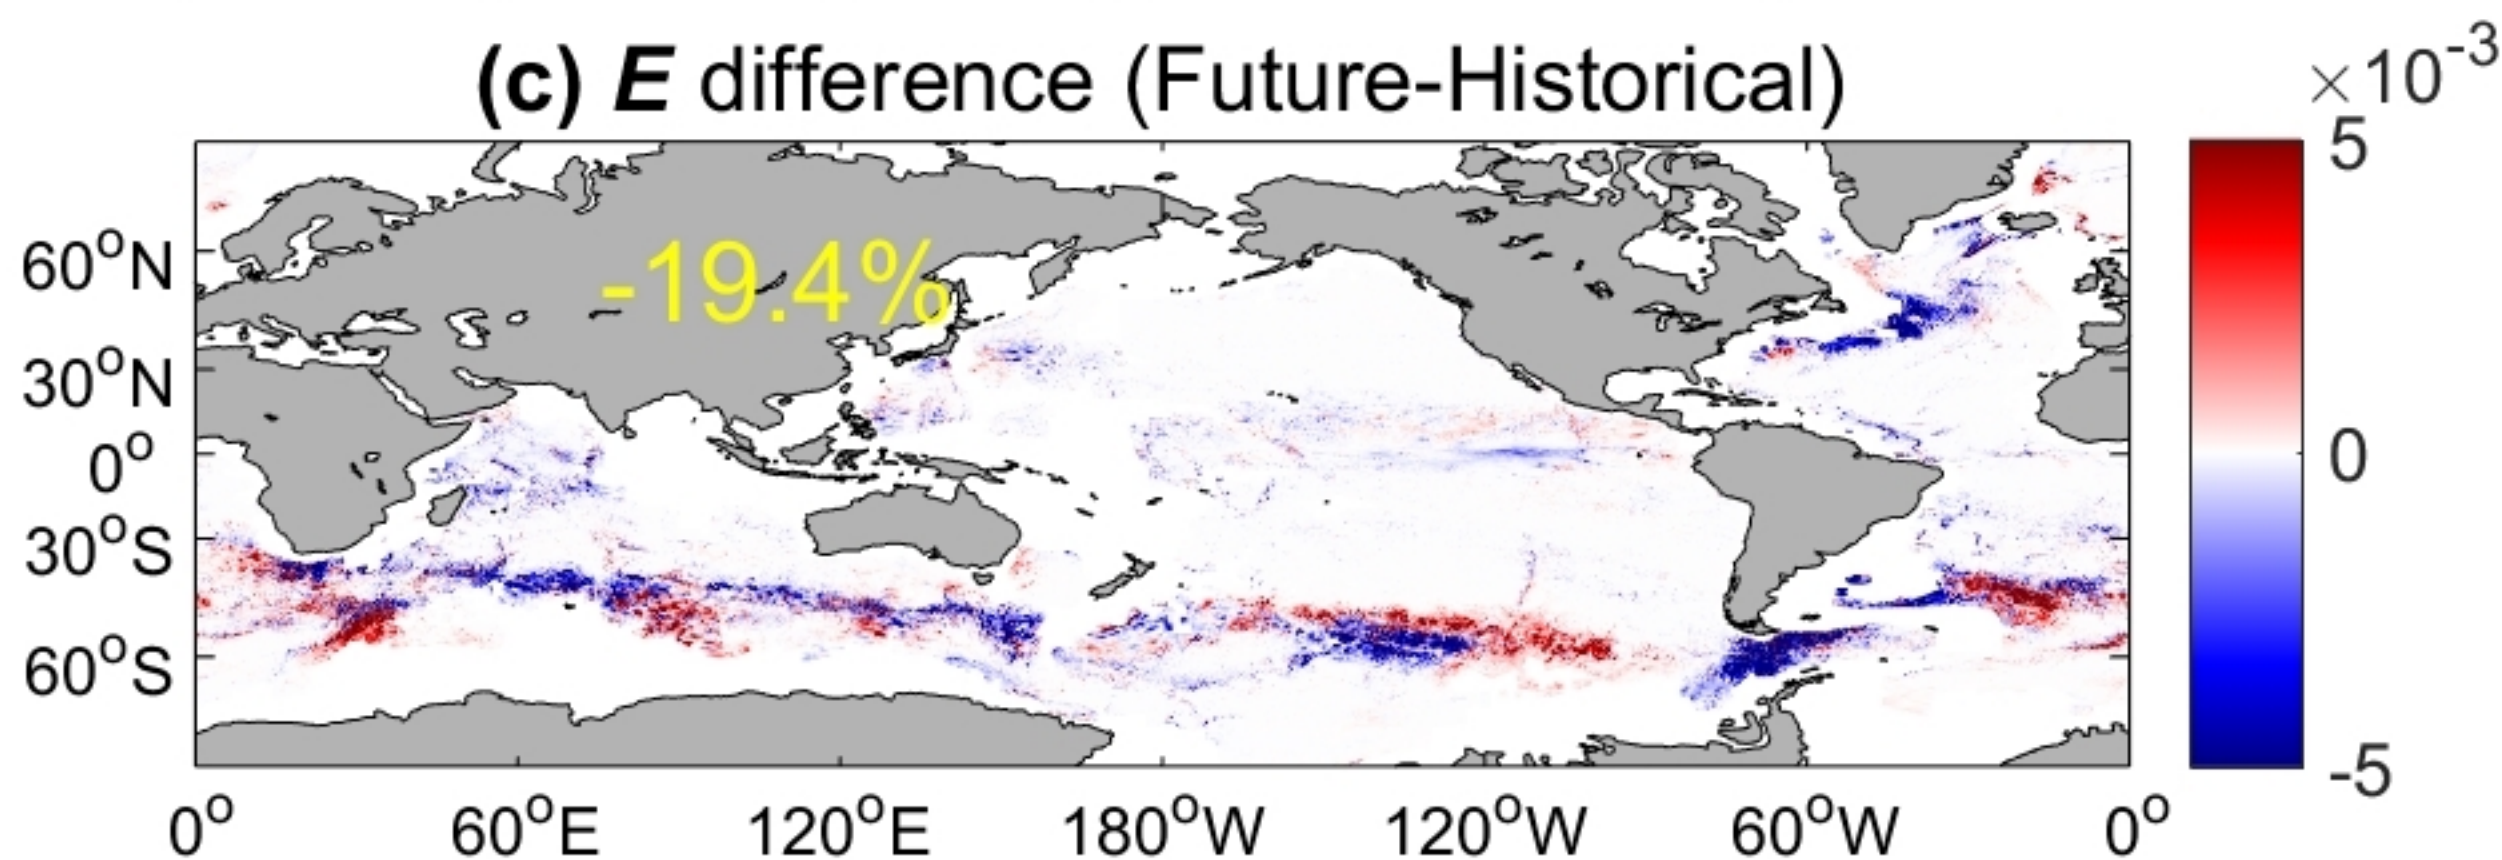 (c) E difference (Future-Historical)
×10⁻³
-19.4%
60ᵒN
30ᵒN
0ᵒ
30ᵒS
60ᵒS
0ᵒ 60ᵒE 120ᵒE 180ᵒW 120ᵒW 60ᵒW 0ᵒ
5
0
-5